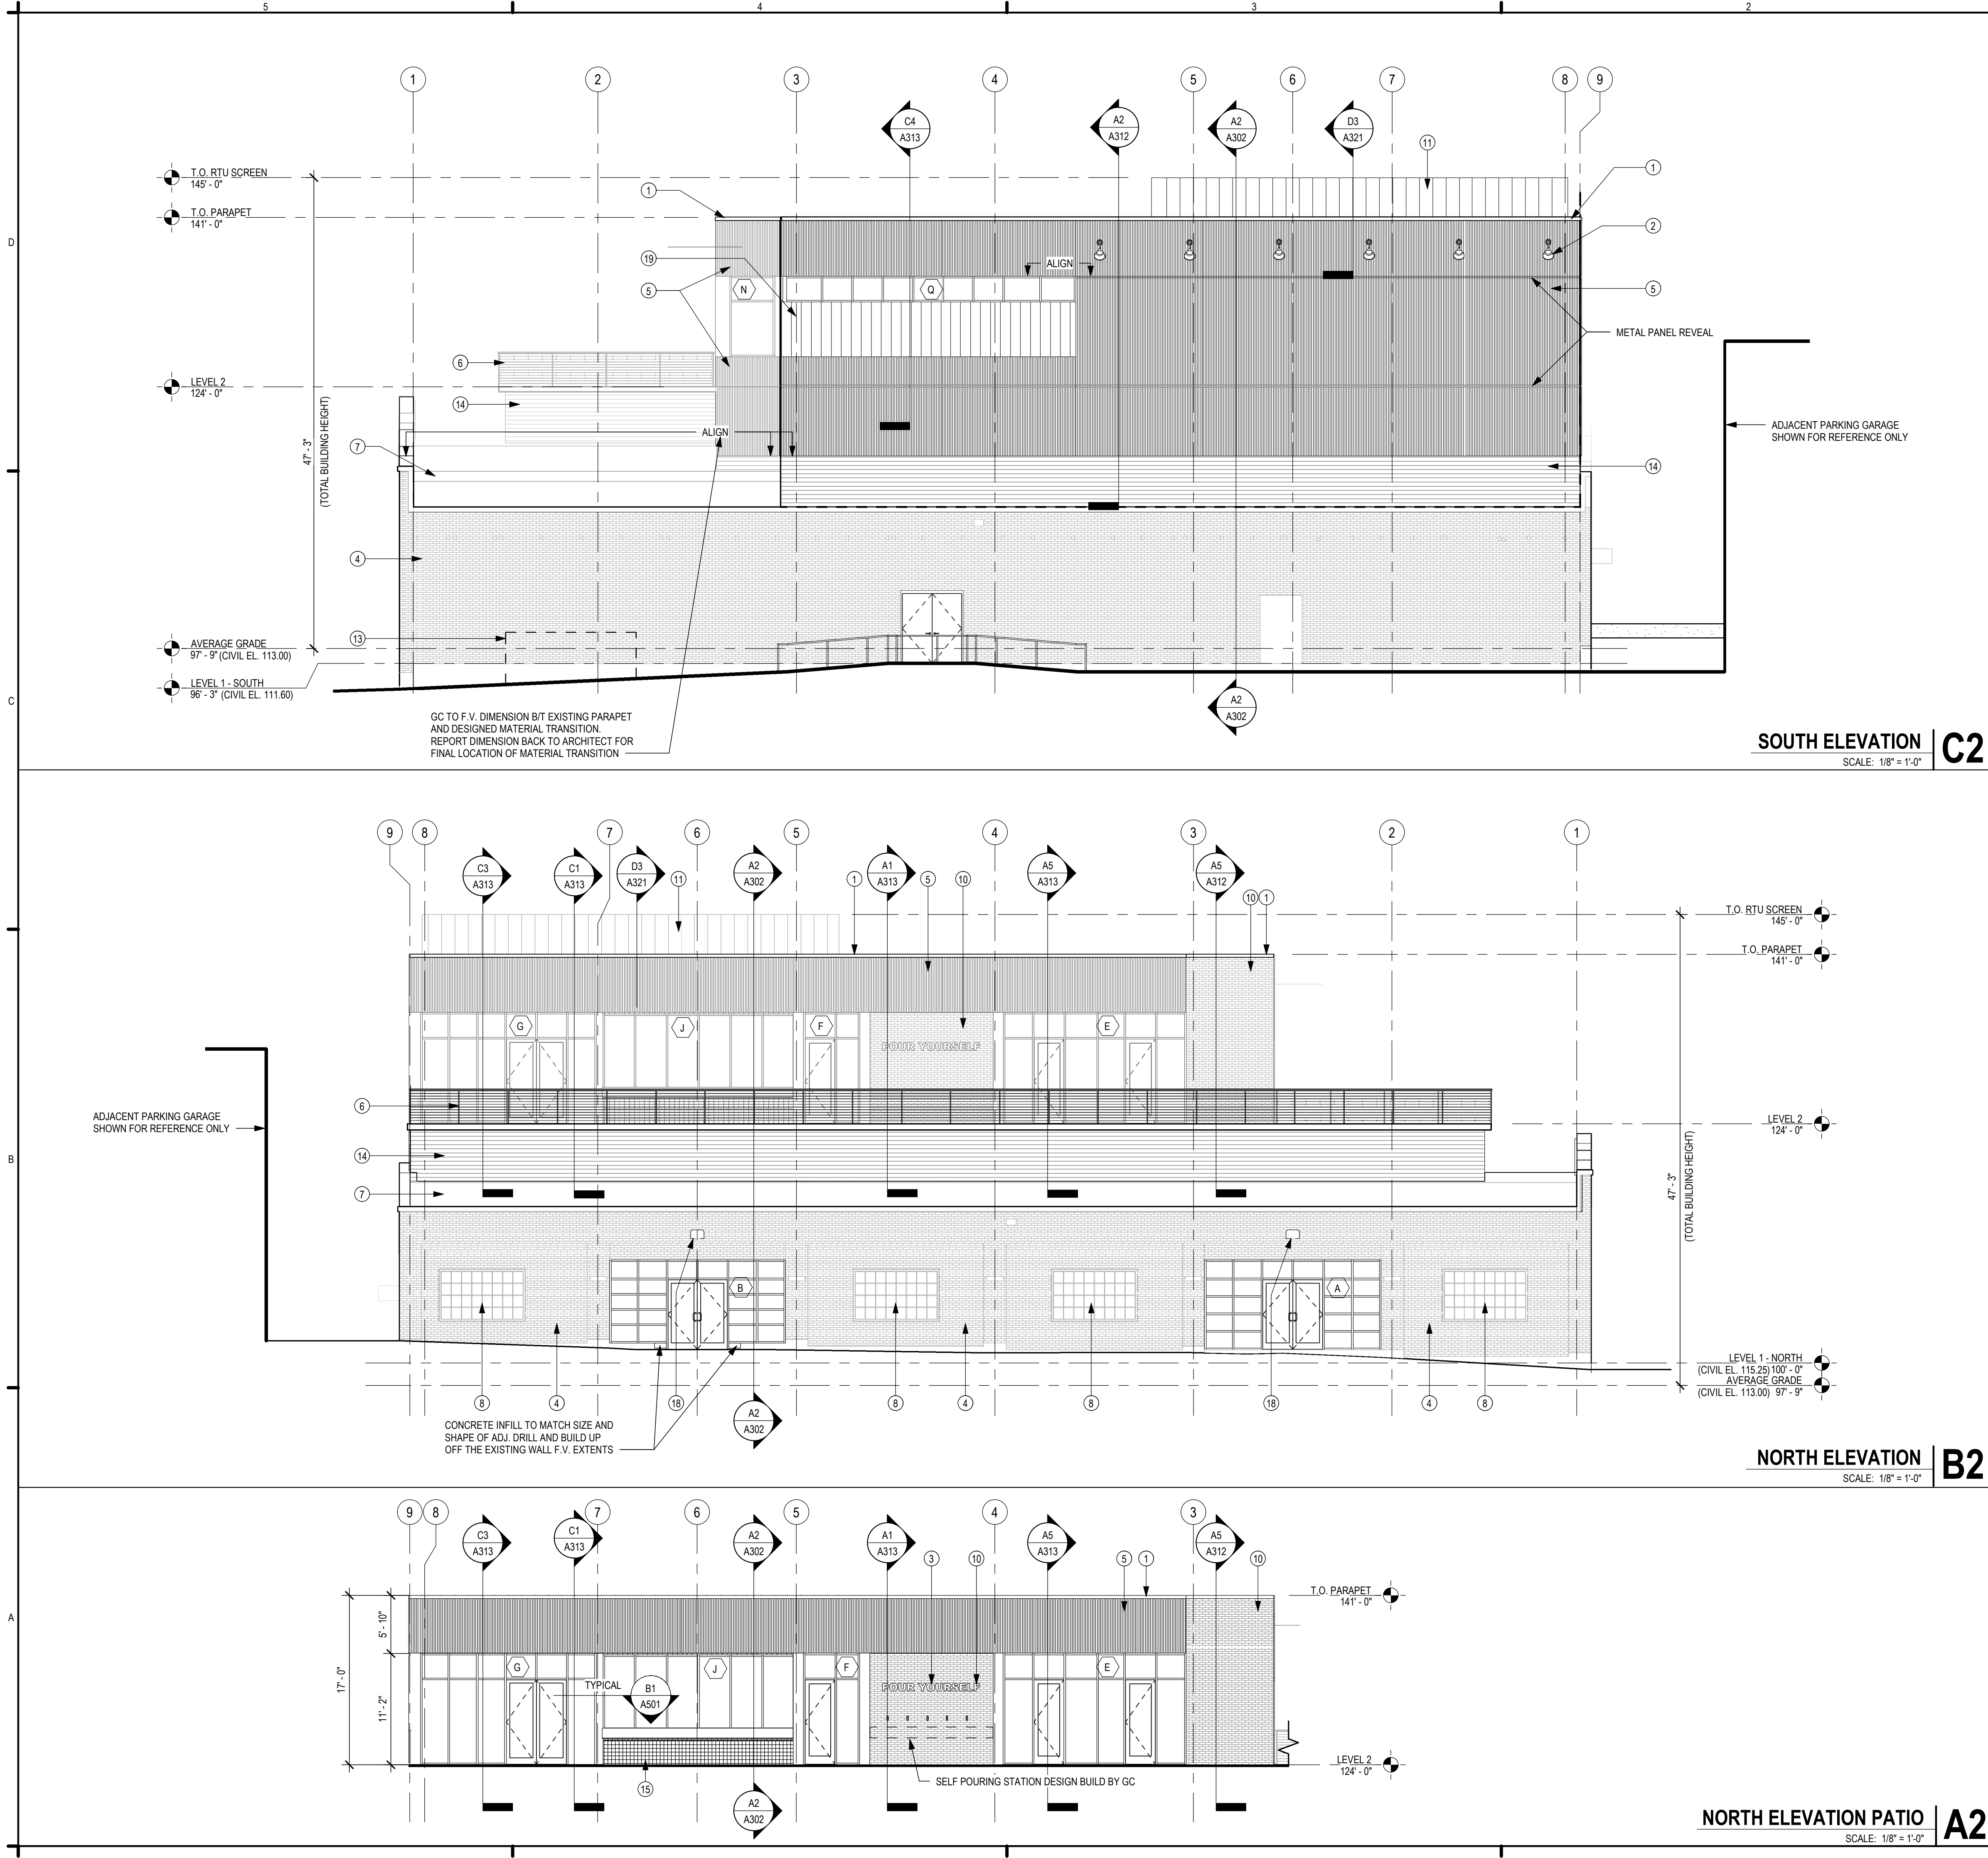 5 4 3 2
1 2 3 4 5 6 7 8 9
C4
A313
A2
A312
A2
A302
D3
A321
11
T.O. RTU SCREEN
145' - 0"
1
1
T.O. PARAPET
141' - 0"
2
D
19
ALIGN
5
N
Q
5
METAL PANEL REVEAL
6
LEVEL 2
124' - 0"
14
47' - 3"
(TOTAL BUILDING HEIGHT)
ALIGN
7
ADJACENT PARKING GARAGE
SHOWN FOR REFERENCE ONLY
14
4
13
AVERAGE GRADE
97' - 9" (CIVIL EL. 113.00)
LEVEL 1 - SOUTH
96' - 3" (CIVIL EL. 111.60)
C
A2
A302
GC TO F.V. DIMENSION B/T EXISTING PARAPET
AND DESIGNED MATERIAL TRANSITION.
REPORT DIMENSION BACK TO ARCHITECT FOR
FINAL LOCATION OF MATERIAL TRANSITION
SOUTH ELEVATION C2
SCALE: 1/8" = 1'-0"
9 8 7 6 5 4 3 2 1
C3
A313
C1
A313
D3
A321
11
A2
A302
1
A1
A313
5
10
A5
A313
A5
A312
10
1
T.O. RTU SCREEN
145' - 0"
T.O. PARAPET
141' - 0"
G
J
F
E
POUR YOURSELF
ADJACENT PARKING GARAGE
SHOWN FOR REFERENCE ONLY
6
LEVEL 2
124' - 0"
B
14
7
47' - 3"
(TOTAL BUILDING HEIGHT)
B
A
LEVEL 1 - NORTH
(CIVIL EL. 115.25) 100' - 0"
AVERAGE GRADE
(CIVIL EL. 113.00) 97' - 9"
8 4 18 4 8 18 4 8
A2
A302
CONCRETE INFILL TO MATCH SIZE AND
SHAPE OF ADJ. DRILL AND BUILD UP
OFF THE EXISTING WALL F.V. EXTENTS
NORTH ELEVATION B2
SCALE: 1/8" = 1'-0"
9 8 7 6 5 4 3
C3
A313
C1
A313
A2
A302
A1
A313
3
10
A5
A313
5
1
A5
A312
10
T.O. PARAPET
141' - 0"
A
5' - 10"
17' - 0"
11' - 2"
G
J
F
E
TYPICAL
B1
A501
POUR YOURSELF
LEVEL 2
124' - 0"
15
SELF POURING STATION DESIGN BUILD BY GC
A2
A302
NORTH ELEVATION PATIO A2
SCALE: 1/8" = 1'-0"